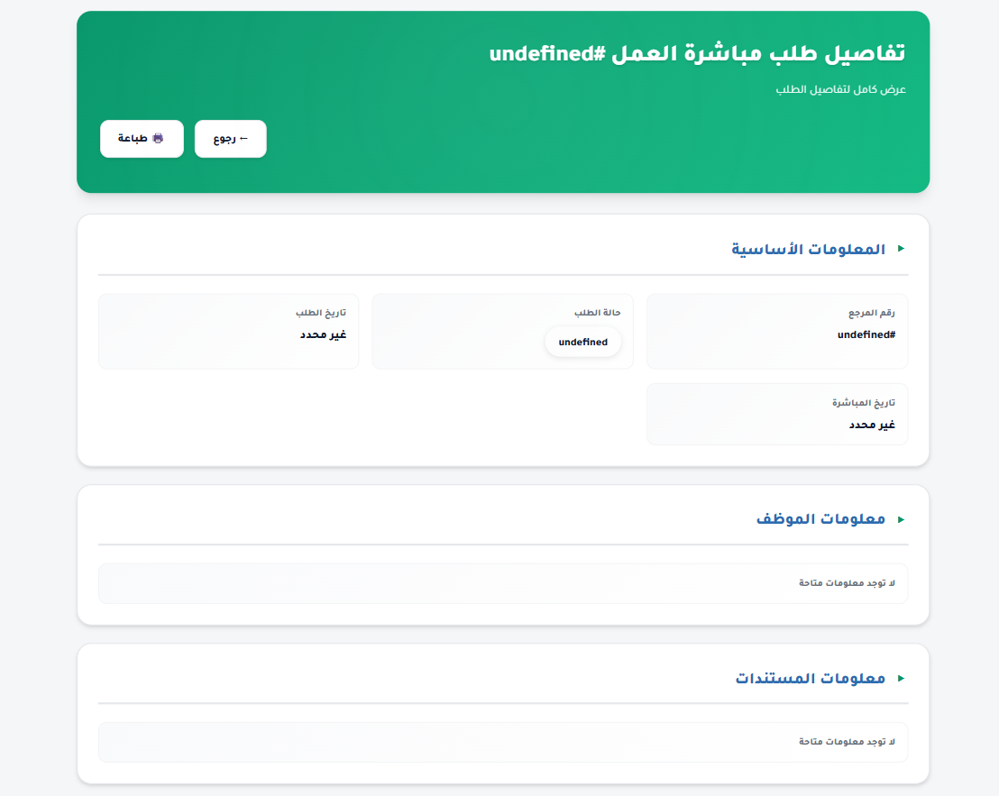 تفاصيل طلب مباشرة العمل #undefined
عرض كامل لتفاصيل الطلب
← رجوع
طباعة
المعلومات الأساسية
رقم المرجع
#undefined
حالة الطلب
undefined
تاريخ الطلب
غير محدد
تاريخ المباشرة
غير محدد
معلومات الموظف
لا توجد معلومات متاحة
معلومات المستندات
لا توجد معلومات متاحة